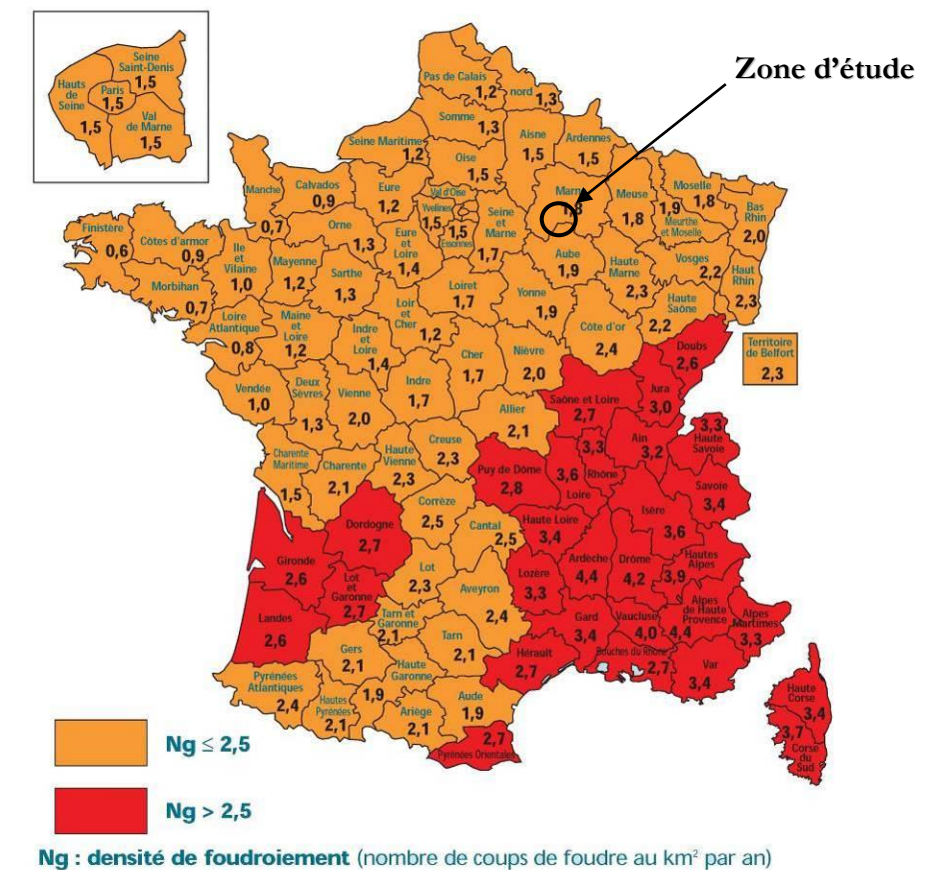 Zone d'étude
Seine
Saint-Denis
1,5
Hauts
de
Seine
1,5
Paris
1,5
Val
de Marne
1,5
Pas de Calais
1,2
nord
1,3
Somme
1,3
Seine Maritime
1,2
Aisne
1,5
Ardennes
1,5
Oise
1,5
Manche
0,7
Calvados
0,9
Eure
1,2
Val d'Oise
Yvelines
1,5
1,5
Essonnes
Seine
et
Marne
1,7
Marn
Meuse
1,8
Moselle
1,8
1,9
Meurthe
et Moselle
Bas
Rhin
2,0
Finistère
0,6
Côtes d'armor
0,9
Morbihan
0,7
Ile
et
Vilaine
1,0
Mayenne
1,2
Orne
1,3
Sarthe
1,3
Eure
et
Loire
1,4
Loiret
1,7
Aube
1,9
Haute
Marne
2,3
Vosges
2,2
Haut
Rhin
2,3
Loire
Atlantique
0,8
Maine
et
Loire
1,2
Indre
et
Loire
1,4
Loir
et
Cher
1,2
Yonne
1,9
Côte d'or
2,4
Haute
Saône
2,2
Territoire
de Belfort
2,3
Doubs
2,6
Cher
1,7
Nièvre
2,0
Vendée
1,0
Deux
Sèvres
1,3
Vienne
2,0
Indre
1,7
Allier
2,1
Saône et Loire
2,7
Jura
3,0
Charente
Maritime
1,5
Charente
2,1
Haute
Vienne
2,3
Creuse
2,3
Puy de Dôme
2,8
3,6
Loire
3,3
Rhône
Ain
3,2
3,3
Haute
Savoie
Savoie
3,4
Gironde
2,6
Dordogne
2,7
Corrèze
2,5
Cantal
2,5
Haute Loire
3,4
Isère
3,6
Landes
2,6
Lot
et
Garonne
2,7
Lot
2,3
Aveyron
2,4
Lozère
3,3
Ardèche
4,4
Drôme
4,2
Hautes
Alpes
3,9
Tarn et
Garonne
2,1
Tarn
2,1
Gard
3,4
Vaucluse
4,0
Alpes
de Haute
Provence
4,4
Alpes
Martimes
3,3
Pyrénées
Atlantiques
2,4
Gers
2,1
Hautes
Pyrénées
2,1
Haute
Garonne
1,9
Ariège
2,1
Aude
1,9
Hérault
2,7
Bouches du Rhône
2,7
Var
3,4
2,7
Pyrénées Orientales
Haute
Corse
3,4
3,7
Corse
du
Sud
Ng ≤ 2,5
Ng > 2,5
Ng : densité de foudroiement (nombre de coups de foudre au km² par an)